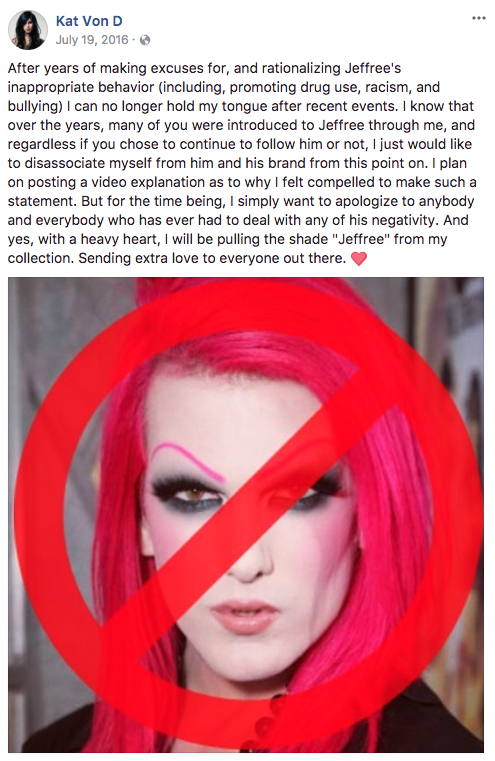 Kat Von D
July 19, 2016 ·
After years of making excuses for, and rationalizing Jeffree's
inappropriate behavior (including, promoting drug use, racism, and
bullying) I can no longer hold my tongue after recent events. I know that
over the years, many of you were introduced to Jeffree through me, and
regardless if you chose to continue to follow him or not, I just would like
to disassociate myself from him and his brand from this point on. I plan
on posting a video explanation as to why I felt compelled to make such a
statement. But for the time being, I simply want to apologize to anybody
and everybody who has ever had to deal with any of his negativity. And
yes, with a heavy heart, I will be pulling the shade "Jeffree" from my
collection. Sending extra love to everyone out there. ❤️